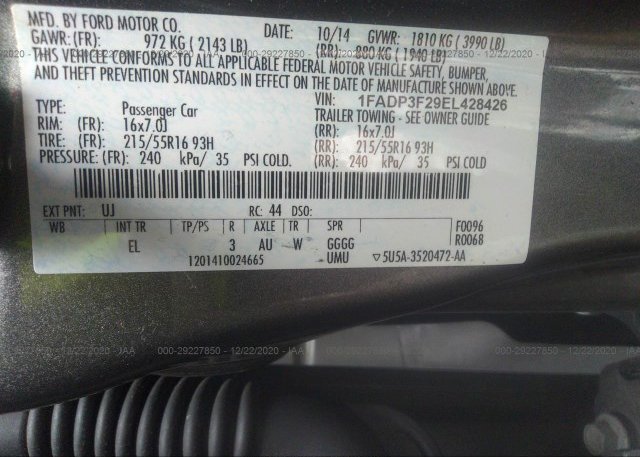 MFD. BY FORD MOTOR CO. DATE: 10/14 GVWR: 1810 KG ( 3990 LB)
GAWR: (FR): 972 KG ( 2143 LB) (RR): 880 KG ( 1940 LB)
THIS VEHICLE CONFORMS TO ALL APPLICABLE FEDERAL MOTOR VEHICLE SAFETY, BUMPER,
AND THEFT PREVENTION STANDARDS IN EFFECT ON THE DATE OF MANUFACTURE SHOWN ABOVE.
VIN: 1FADP3F29EL428426
TYPE: Passenger Car TRAILER TOWING - SEE OWNER GUIDE
RIM: (FR): 16x7.0J (RR): 16x7.0J
TIRE: (FR): 215/55R16 93H (RR): 215/55R16 93H
PRESSURE: (FR): 240 kPa/ 35 PSI COLD. (RR): 240 kPa/ 35 PSI COLD
EXT PNT: UJ RC: 44 DSO:
WB INT TR TP/PS R AXLE TR SPR F0096
EL 3 AU W GGGG R0068
1201410024665 UMU ▽5U5A-3520472-AA
000-29227850 - 12/22/2020 - IAA
000-29227850 - 12/22/2020 - IAA